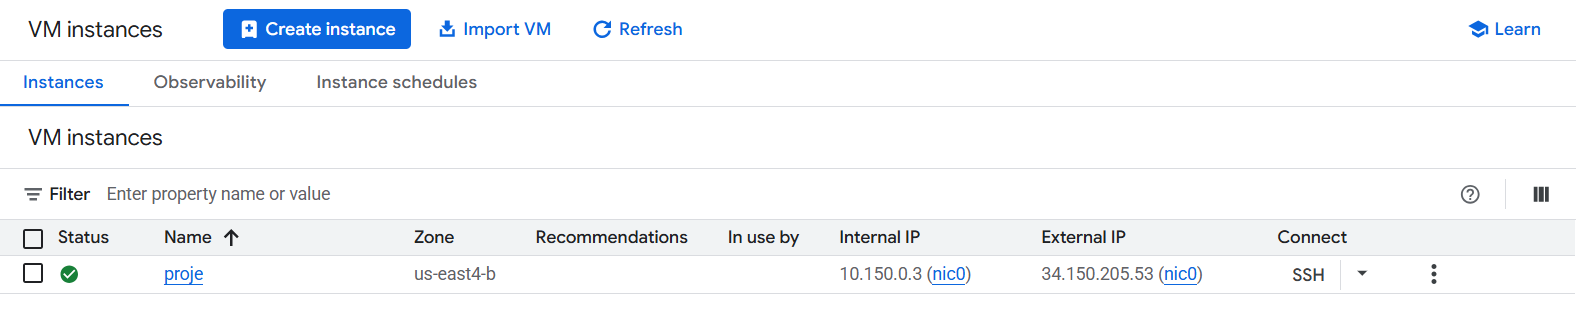 VM instances Create instance Import VM Refresh Learn
Instances Observability Instance schedules
VM instances
Filter Enter property name or value
Status Name Zone Recommendations In use by Internal IP External IP Connect
proje us-east4-b 10.150.0.3 (nic0) 34.150.205.53 (nic0) SSH